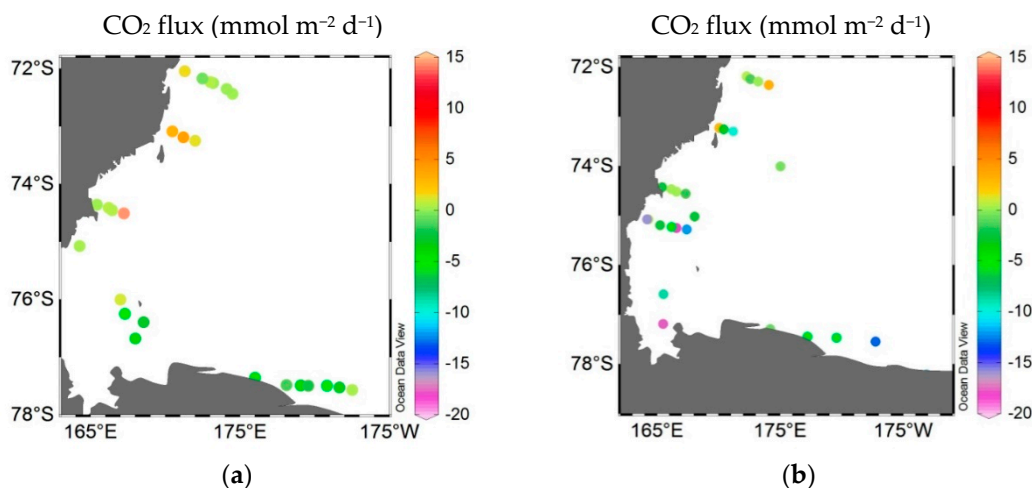 CO₂ flux (mmol m⁻² d⁻¹)
72°S
74°S
76°S
78°S
165°E
175°E
175°W
15
10
5
0
-5
-10
-15
-20
Ocean Data View
(a)
CO₂ flux (mmol m⁻² d⁻¹)
72°S
74°S
76°S
78°S
165°E
175°E
175°W
15
10
5
0
-5
-10
-15
-20
Ocean Data View
(b)